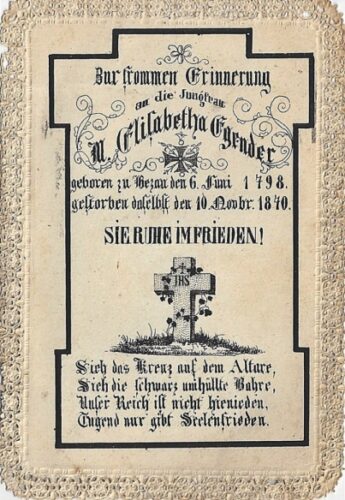 Zur frommen Erinnerung
an die Jungfrau
M. Elisabetha Egender
geboren zu Bezau den 6. Juni 1798.
gestorben daselbst den 10. Novbr. 1870.
SIE RUHE IM FRIEDEN!
IHS
Sieh das Kreuz auf dem Altare,
Sieh die schwarz umhüllte Bahre,
Unser Reich ist nicht hienieden,
Tugend nur gibt Seelenfrieden.